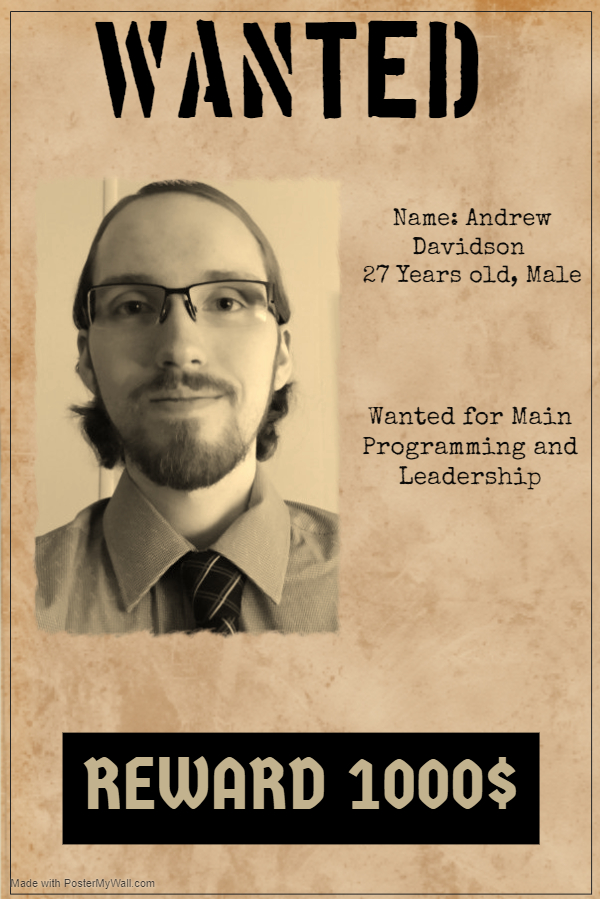 WANTED
Name: Andrew
Davidson
27 Years old, Male
Wanted for Main
Programming and
Leadership
REWARD 1000$
Made with PosterMyWall.com